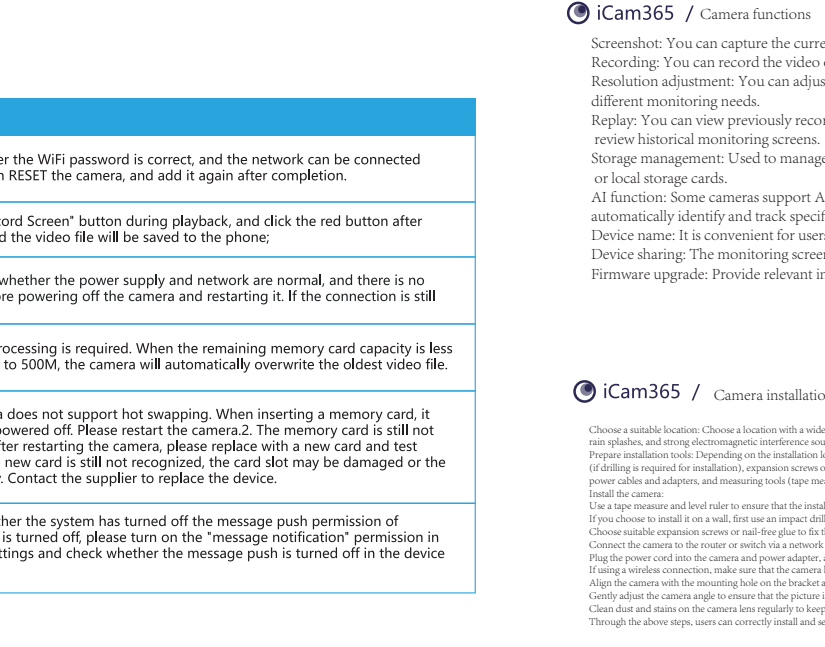 er the WiFi password is correct, and the network can be connected
n RESET the camera, and add it again after completion.
ord Screen" button during playback, and click the red button after
d the video file will be saved to the phone;
whether the power supply and network are normal, and there is no
re powering off the camera and restarting it. If the connection is still
rocessing is required. When the remaining memory card capacity is less
to 500M, the camera will automatically overwrite the oldest video file.
a does not support hot swapping. When inserting a memory card, it
powered off. Please restart the camera.2. The memory card is still not
fter restarting the camera, please replace with a new card and test
new card is still not recognized, the card slot may be damaged or the
. Contact the supplier to replace the device.
ther the system has turned off the message push permission of
is turned off, please turn on the "message notification" permission in
ttings and check whether the message push is turned off in the device
iCam365 / Camera functions
Screenshot: You can capture the curre
Recording: You can record the video
Resolution adjustment: You can adjus
different monitoring needs.
Replay: You can view previously recor
review historical monitoring screens.
Storage management: Used to manage
or local storage cards.
AI function: Some cameras support A
automatically identify and track specif
Device name: It is convenient for user
Device sharing: The monitoring screen
Firmware upgrade: Provide relevant in
iCam365 / Camera installatio
Choose a suitable location: Choose a location with a wide
rain splashes, and strong electromagnetic interference sou
Prepare installation tools: Depending on the installation l
(if drilling is required for installation), expansion screws o
power cables and adapters, and measuring tools (tape mea
Install the camera:
Use a tape measure and level ruler to ensure that the instal
If you choose to install it on a wall, first use an impact dril
Choose suitable expansion screws or nail-free glue to fix t
Connect the camera to the router or switch via a network
Plug the power cord into the camera and power adapter, a
If using a wireless connection, make sure that the camera
Align the camera with the mounting hole on the bracket a
Gently adjust the camera angle to ensure that the picture i
Clean dust and stains on the camera lens regularly to keep
Through the above steps, users can correctly install and se